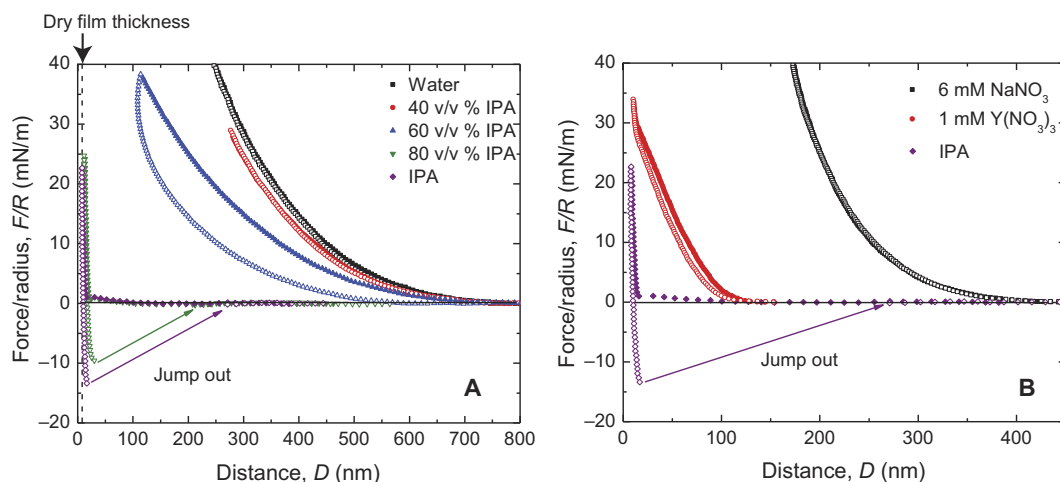 Dry film thickness
40
30
20
10
0
–10
–20
Force/radius, F/R (mN/m)
Water
40 v/v % IPA
60 v/v % IPA
80 v/v % IPA
IPA
Jump out
A
0 100 200 300 400 500 600 700 800
Distance, D (nm)
40
30
20
10
0
–10
–20
Force/radius, F/R (mN/m)
6 mM NaNO₃
1 mM Y(NO₃)₃
IPA
Jump out
B
0 100 200 300 400
Distance, D (nm)